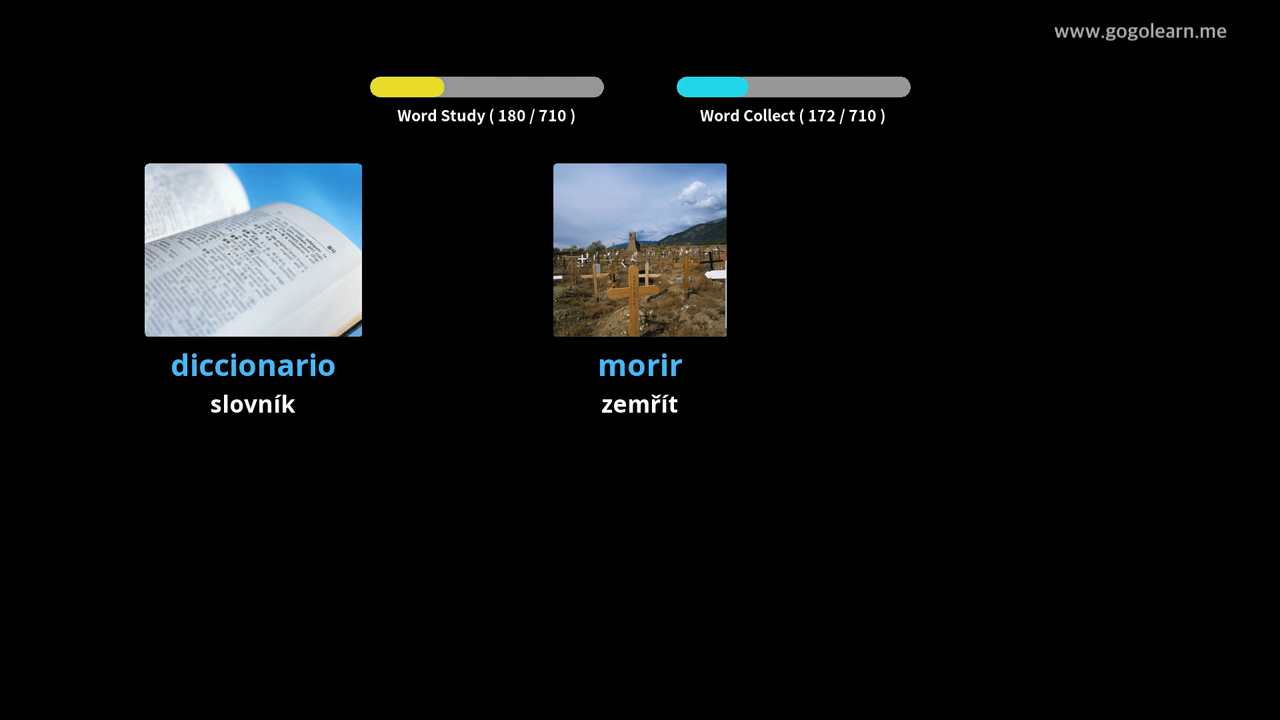 www.gogolearn.me
Word Study ( 180 / 710 )
Word Collect ( 172 / 710 )
diccionario
slovník
morir
zemřít